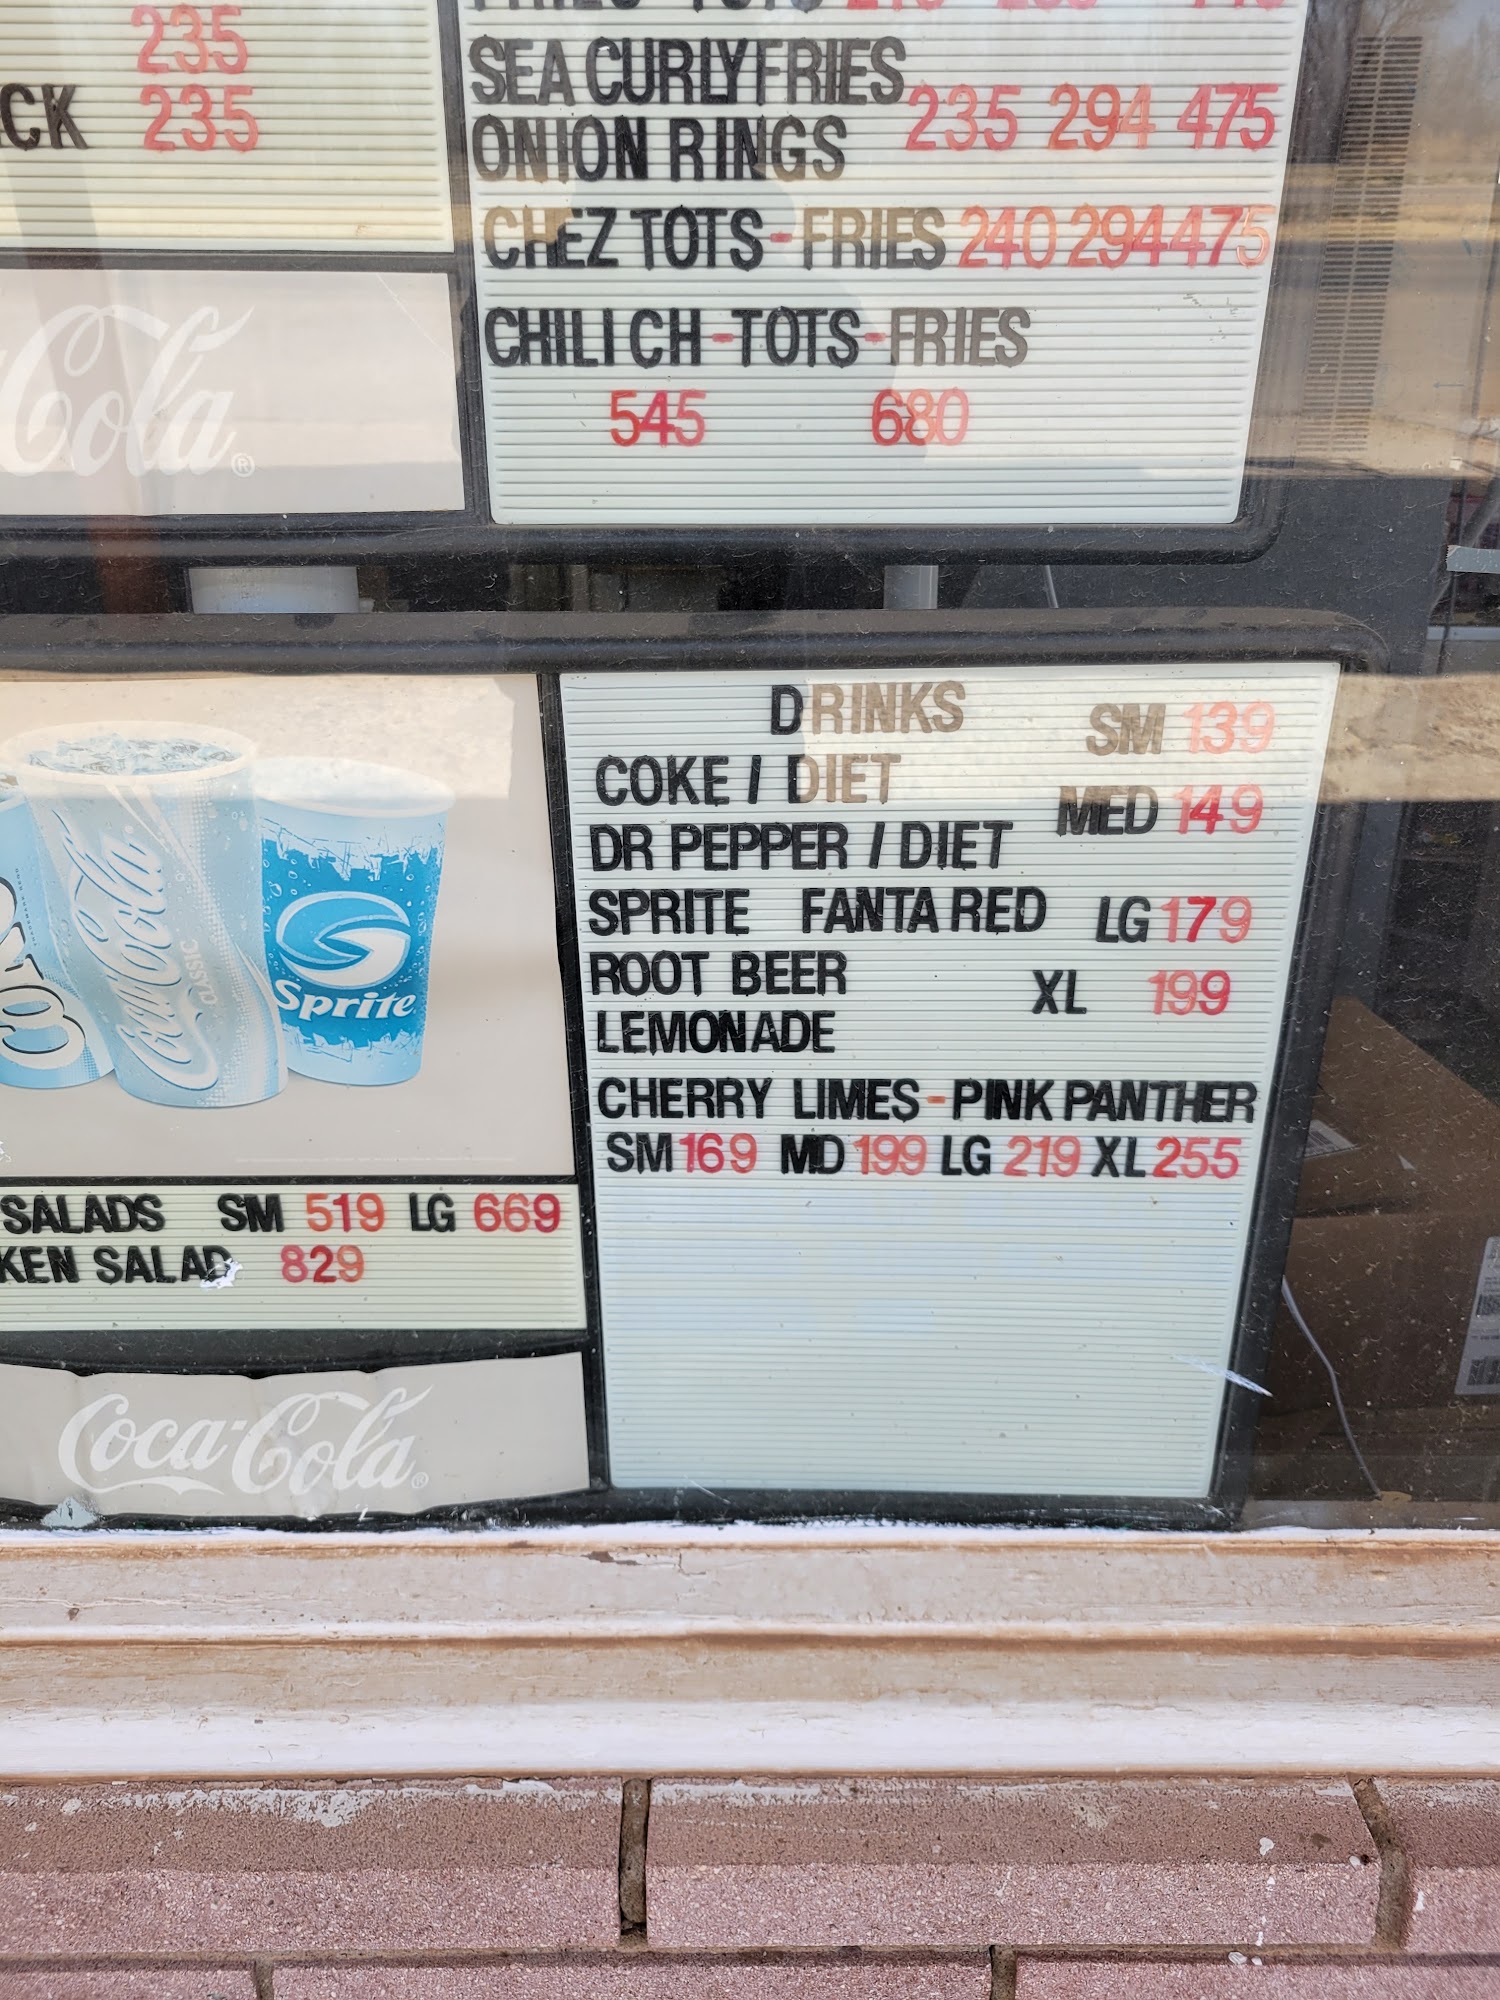 235
CK 235
SEA CURLY FRIES
ONION RINGS 235 294 475
CHEZ TOTS - FRIES 240 294 475
CHILI CH - TOTS - FRIES
545 680
Cola®
DRINKS SM 139
COKE / DIET MED 149
DR PEPPER / DIET
SPRITE FANTA RED LG 179
ROOT BEER XL 199
LEMONADE
CHERRY LIMES - PINK PANTHER
SM 169 MD 199 LG 219 XL 255
Coca-Cola
CLASSIC
Sprite
SALADS SM 519 LG 669
KEN SALAD 829
Coca-Cola®